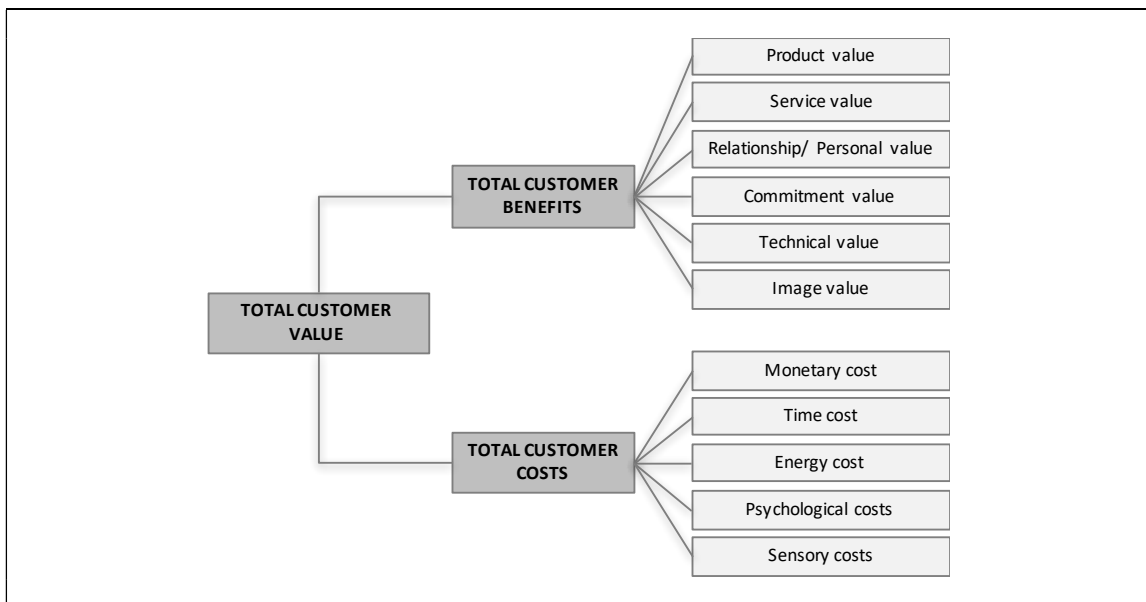 Product value
Service value
Relationship/ Personal value
TOTAL CUSTOMER
BENEFITS
Commitment value
Technical value
Image value
TOTAL CUSTOMER
VALUE
Monetary cost
Time cost
TOTAL CUSTOMER
COSTS
Energy cost
Psychological costs
Sensory costs